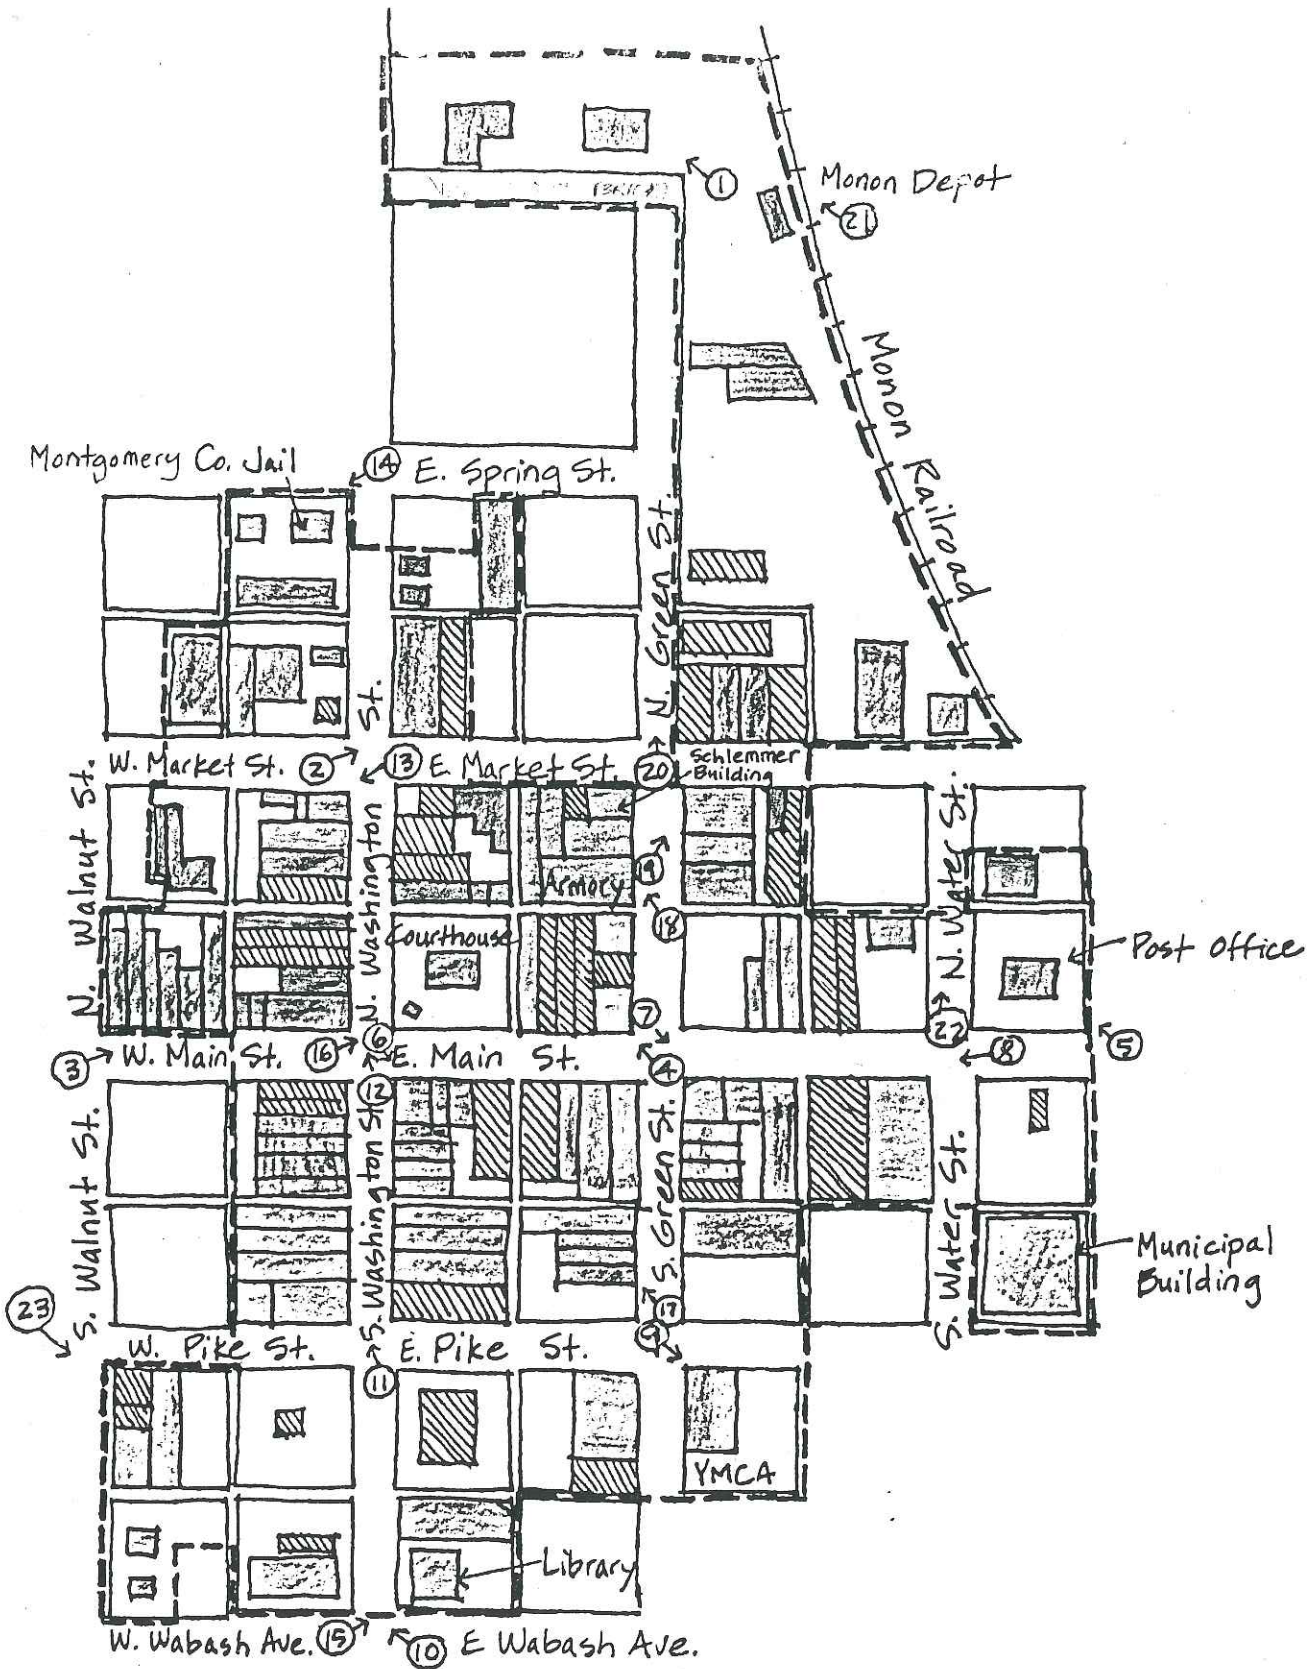 1
Monon Depot
21
Monon
Railroad
Montgomery Co. Jail
14
E. Spring St.
N. Green St.
W. Market St.
2
13
E. Market St.
20
Schlemmer
Building
N. Walnut St.
N. Washington St.
N. Water St.
Armory
19
18
Courthouse
Post Office
7
22
3
W. Main St.
16
6
E. Main St.
4
8
5
12
S. Walnut St.
S. Washington St.
S. Green St.
S. Water St.
Municipal
Building
23
17
W. Pike St.
E. Pike St.
9
11
YMCA
Library
W. Wabash Ave.
15
10
E Wabash Ave.